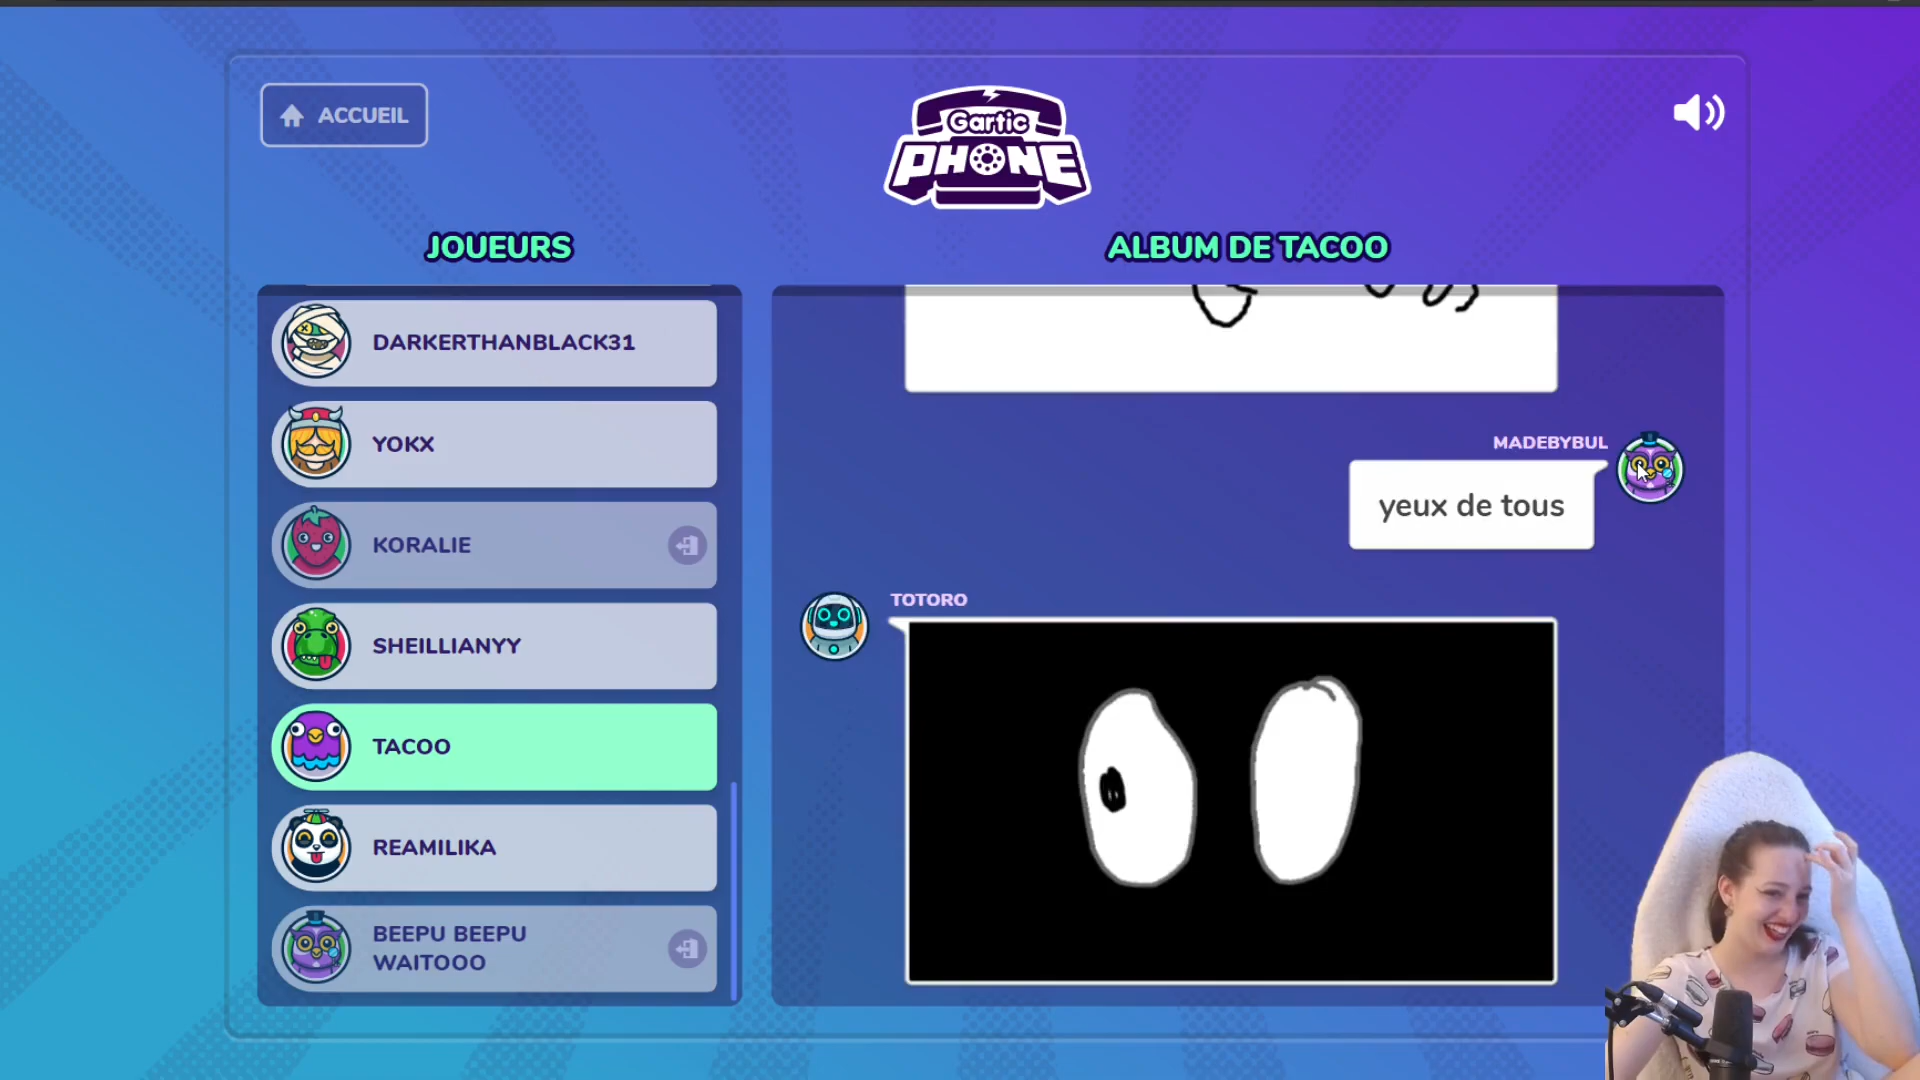 ACCUEIL
Gartic
PHONE
JOUEURS
DARKERTHANBLACK31
YOKX
KORALIE
SHEILLIANYY
TACOO
REAMILIKA
BEEPU BEEPU
WAITOOO
ALBUM DE TACOO
MADEBYBUL
yeux de tous
TOTORO